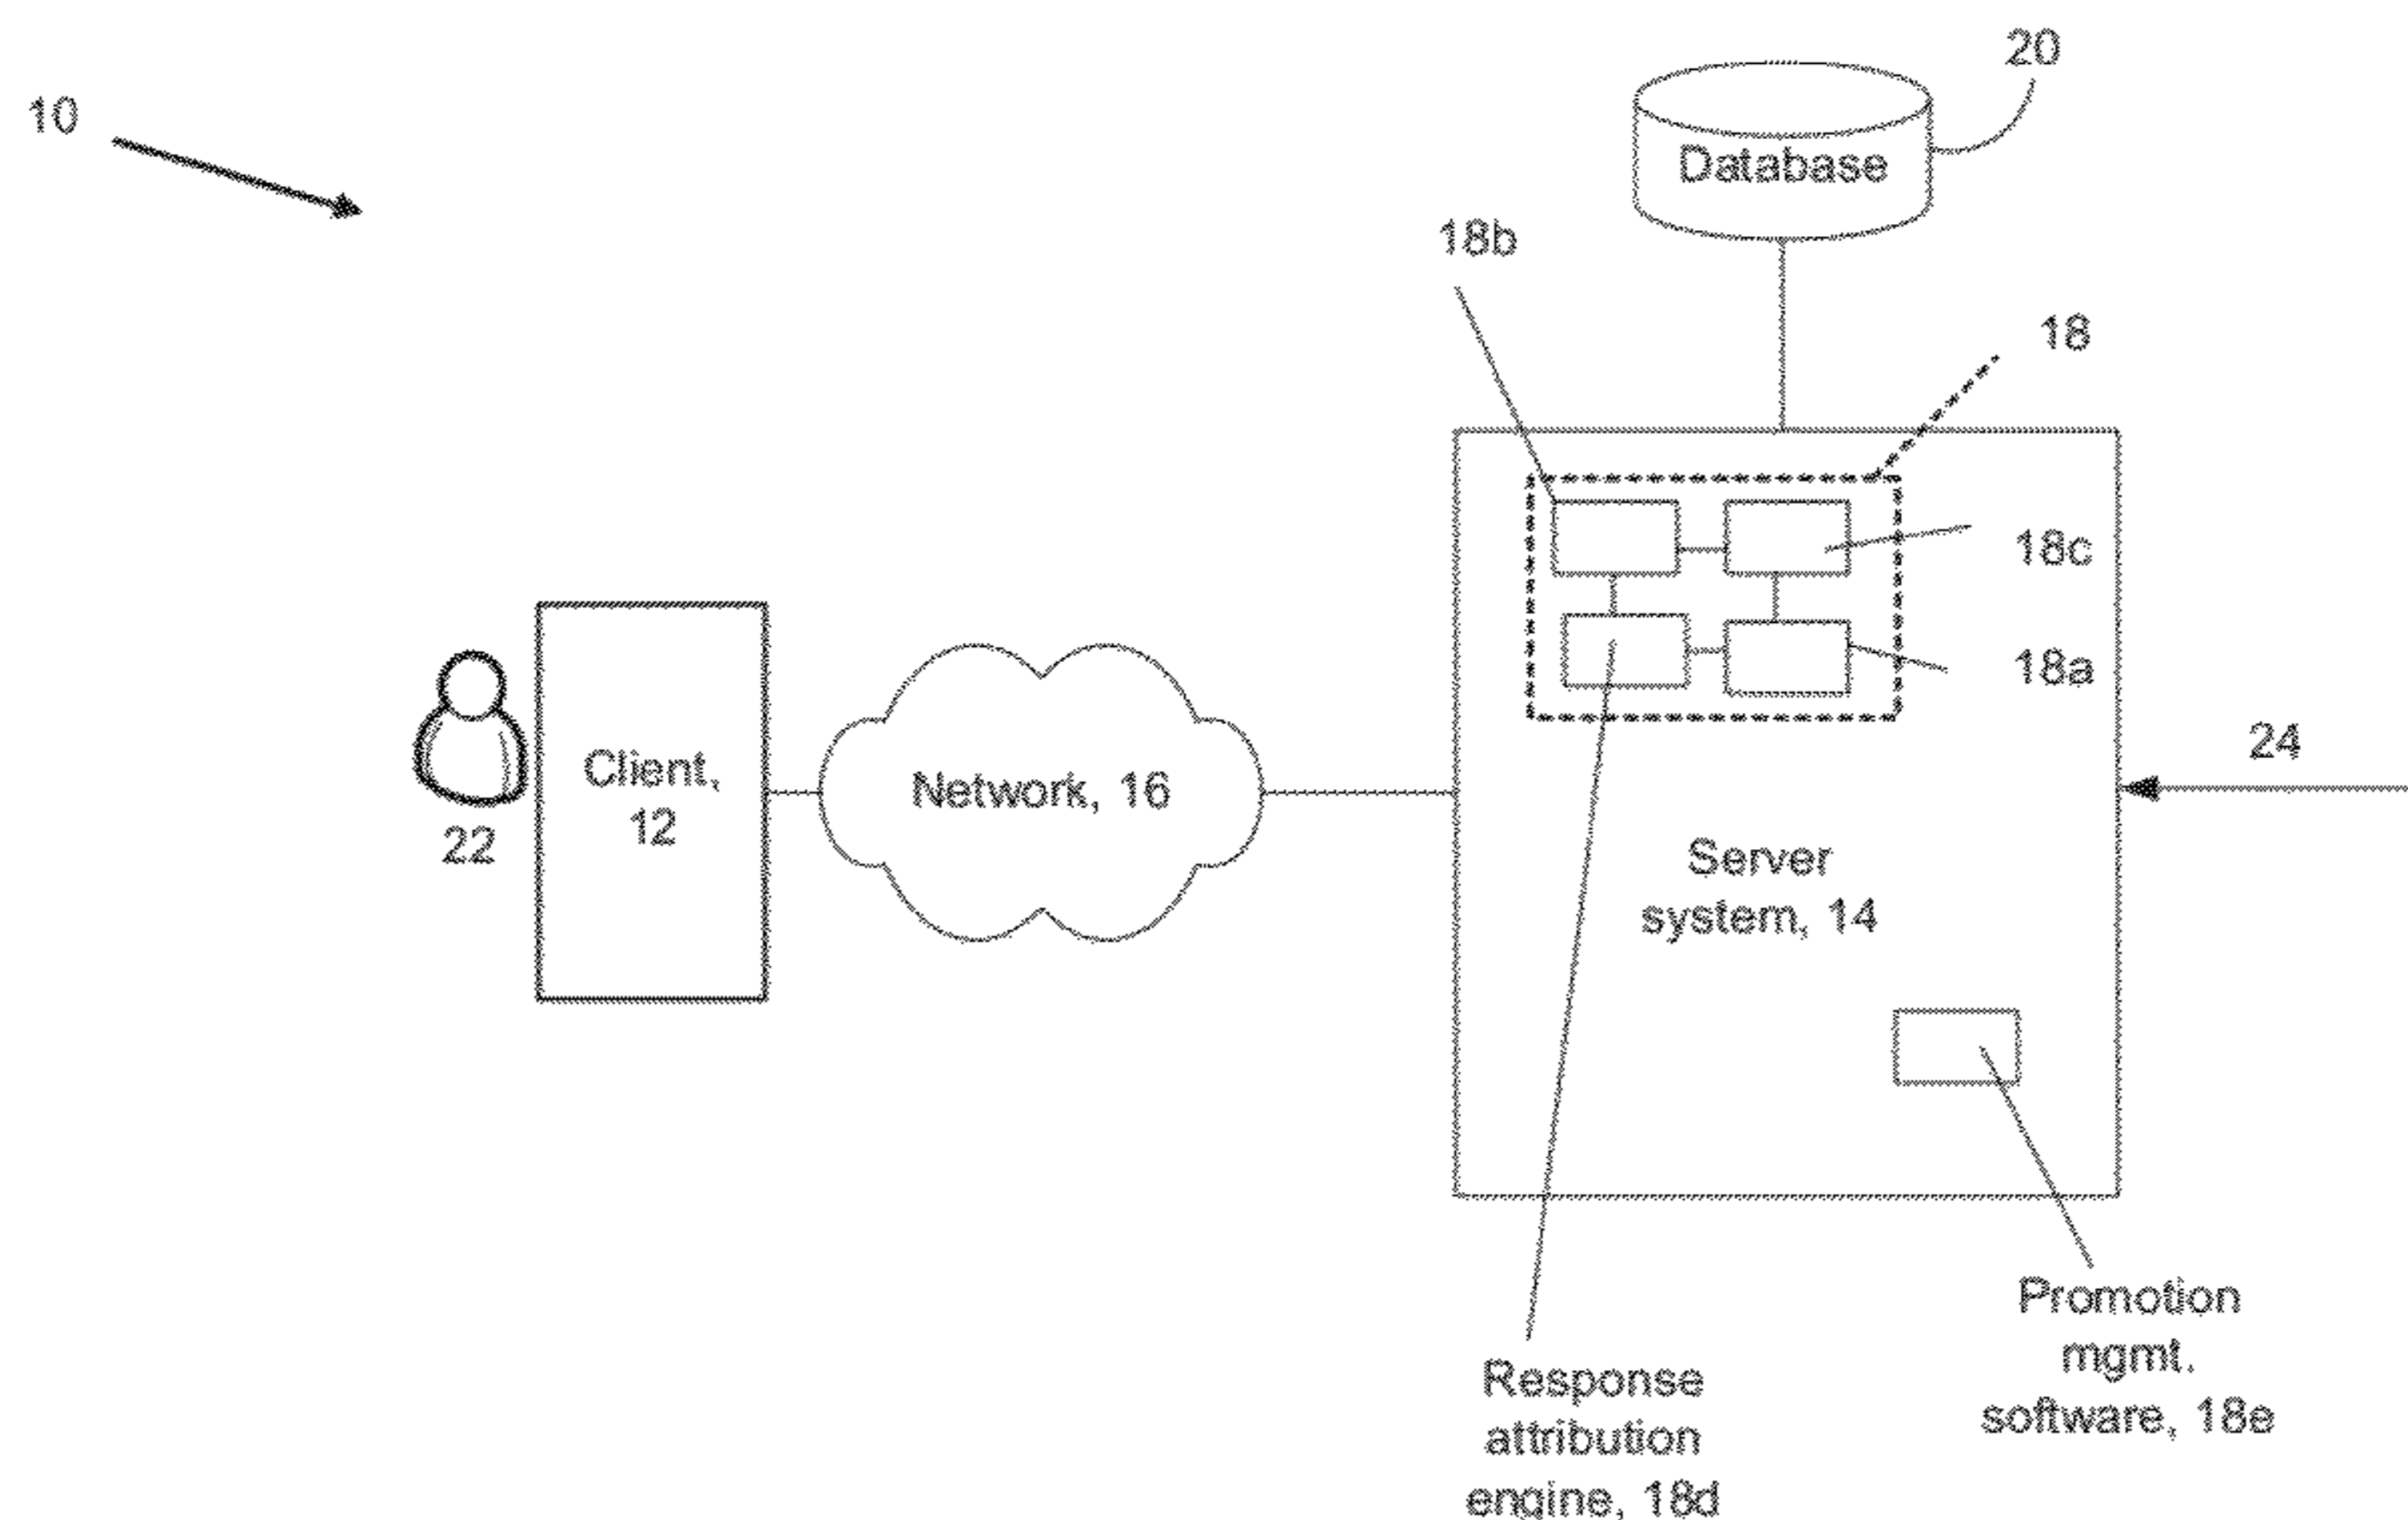 20
10
Database
18b
18
18c
18a
24
Client,
12
Network, 16
22
Server
system, 14
Promotion
mgmt.
software, 18e
Response
attribution
engine, 18d